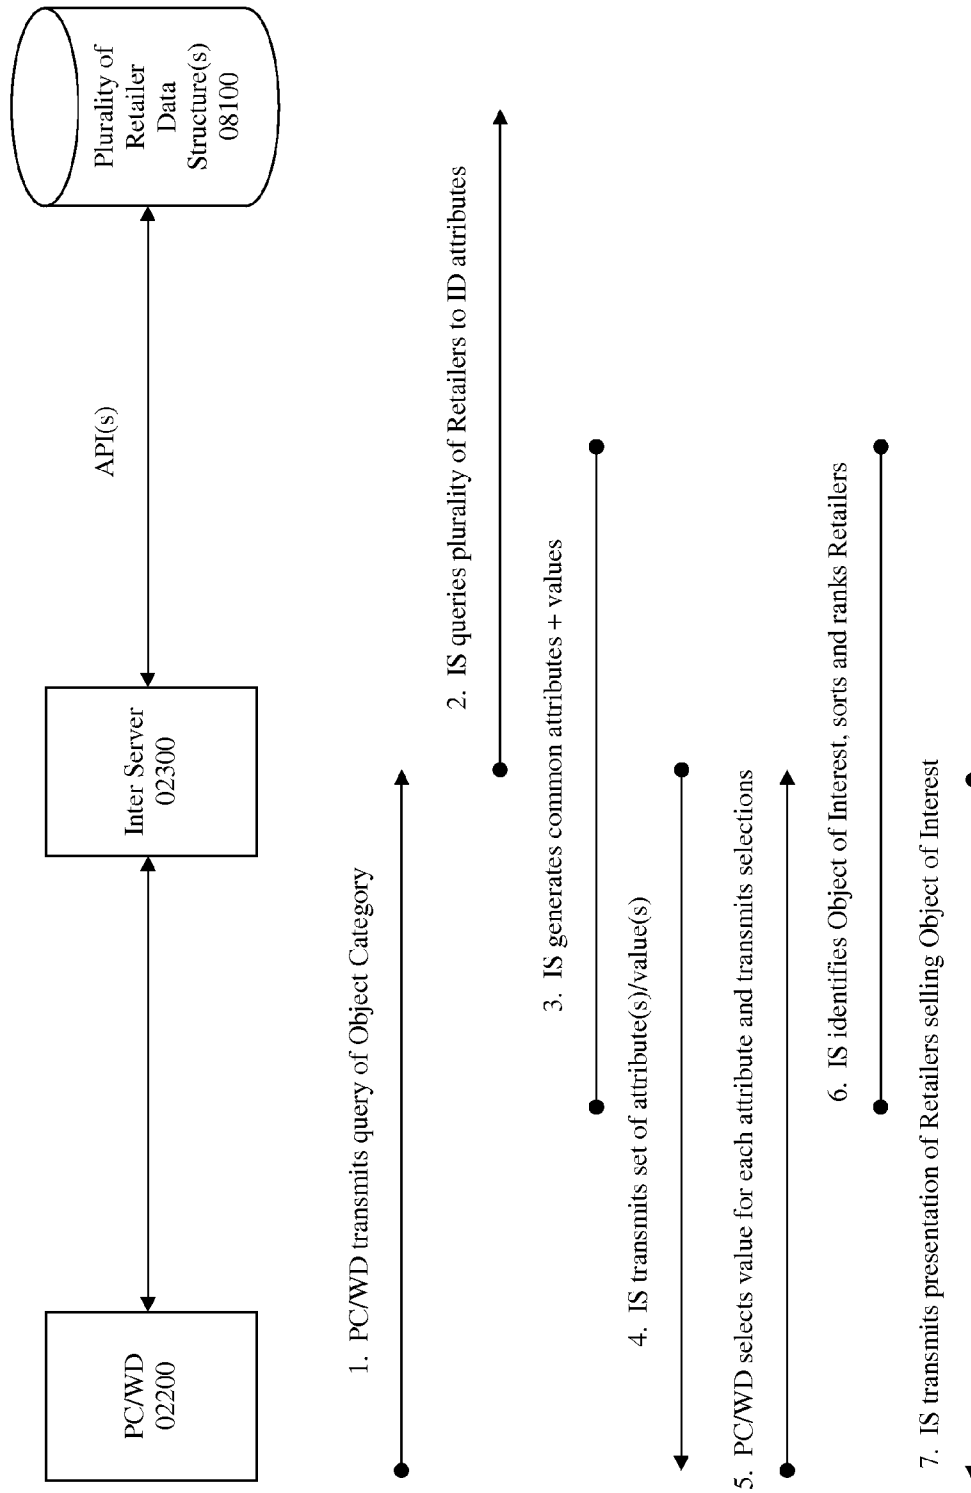 PC/WD
02200
Inter Server
02300
API(s)
Plurality of
Retailer
Data
Structure(s)
08100
1. PC/WD transmits query of Object Category
2. IS queries plurality of Retailers to ID attributes
3. IS generates common attributes + values
4. IS transmits set of attribute(s)/value(s)
5. PC/WD selects value for each attribute and transmits selections
6. IS identifies Object of Interest, sorts and ranks Retailers
7. IS transmits presentation of Retailers selling Object of Interest